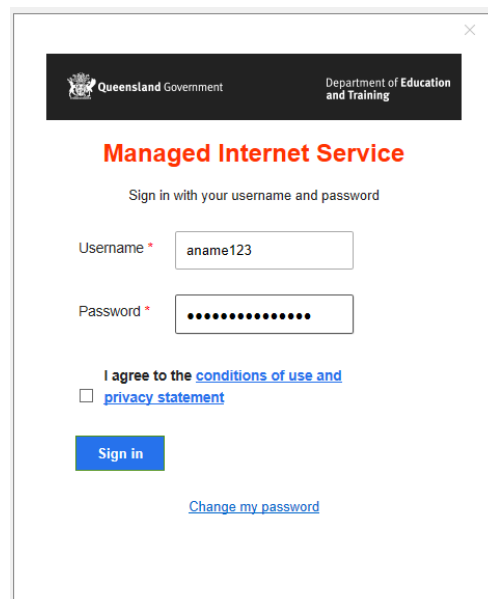 Queensland Government
Department of Education
and Training
Managed Internet Service
Sign in with your username and password
Username * aname123
Password * •••••••••••••••
I agree to the conditions of use and
privacy statement
Sign in
Change my password